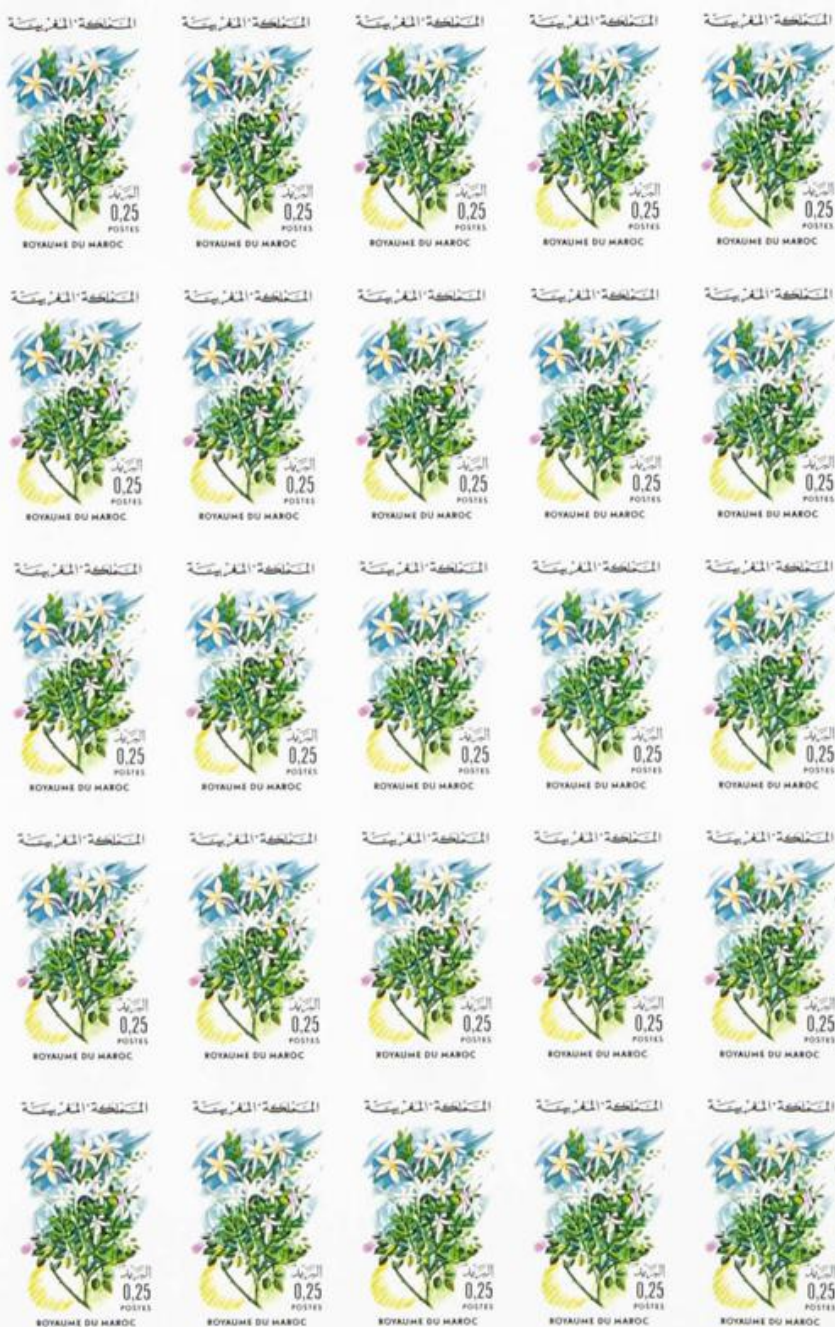 المملكة المغربية المملكة المغربية المملكة المغربية المملكة المغربية المملكة المغربية
البريد البريد البريد البريد البريد
0,25 0,25 0,25 0,25 0,25
POSTES POSTES POSTES POSTES POSTES
ROYAUME DU MAROC ROYAUME DU MAROC ROYAUME DU MAROC ROYAUME DU MAROC ROYAUME DU MAROC
المملكة المغربية المملكة المغربية المملكة المغربية المملكة المغربية المملكة المغربية
البريد البريد البريد البريد البريد
0,25 0,25 0,25 0,25 0,25
POSTES POSTES POSTES POSTES POSTES
ROYAUME DU MAROC ROYAUME DU MAROC ROYAUME DU MAROC ROYAUME DU MAROC ROYAUME DU MAROC
المملكة المغربية المملكة المغربية المملكة المغربية المملكة المغربية المملكة المغربية
البريد البريد البريد البريد البريد
0,25 0,25 0,25 0,25 0,25
POSTES POSTES POSTES POSTES POSTES
ROYAUME DU MAROC ROYAUME DU MAROC ROYAUME DU MAROC ROYAUME DU MAROC ROYAUME DU MAROC
المملكة المغربية المملكة المغربية المملكة المغربية المملكة المغربية المملكة المغربية
البريد البريد البريد البريد البريد
0,25 0,25 0,25 0,25 0,25
POSTES POSTES POSTES POSTES POSTES
ROYAUME DU MAROC ROYAUME DU MAROC ROYAUME DU MAROC ROYAUME DU MAROC ROYAUME DU MAROC
المملكة المغربية المملكة المغربية المملكة المغربية المملكة المغربية المملكة المغربية
البريد البريد البريد البريد البريد
0,25 0,25 0,25 0,25 0,25
POSTES POSTES POSTES POSTES POSTES
ROYAUME DU MAROC ROYAUME DU MAROC ROYAUME DU MAROC ROYAUME DU MAROC ROYAUME DU MAROC